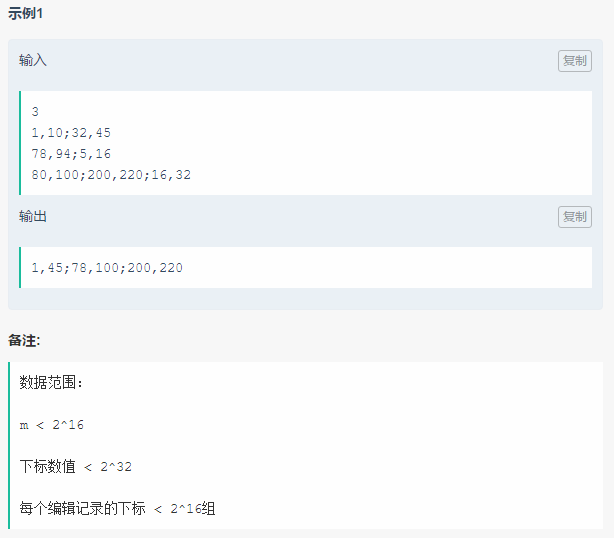 示例1
输入
复制
3
1,10;32,45
78,94;5,16
80,100;200,220;16,32
输出
复制
1,45;78,100;200,220
备注:
数据范围:
m < 2^16
下标数值 < 2^32
每个编辑记录的下标 < 2^16组